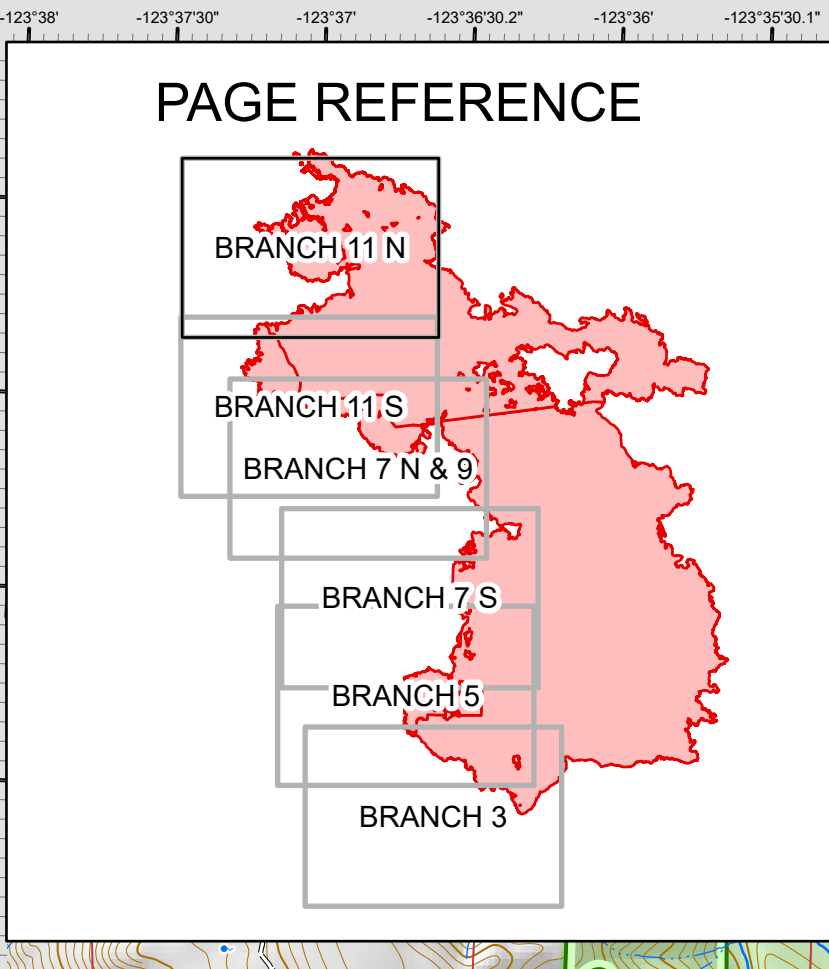 -123°38' -123°37'30" -123°37' -123°36'30.2" -123°36' -123°35'30.1"
PAGE REFERENCE
BRANCH 11 N
BRANCH 11 S
BRANCH 7 N & 9
BRANCH 7 S
BRANCH 5
BRANCH 3